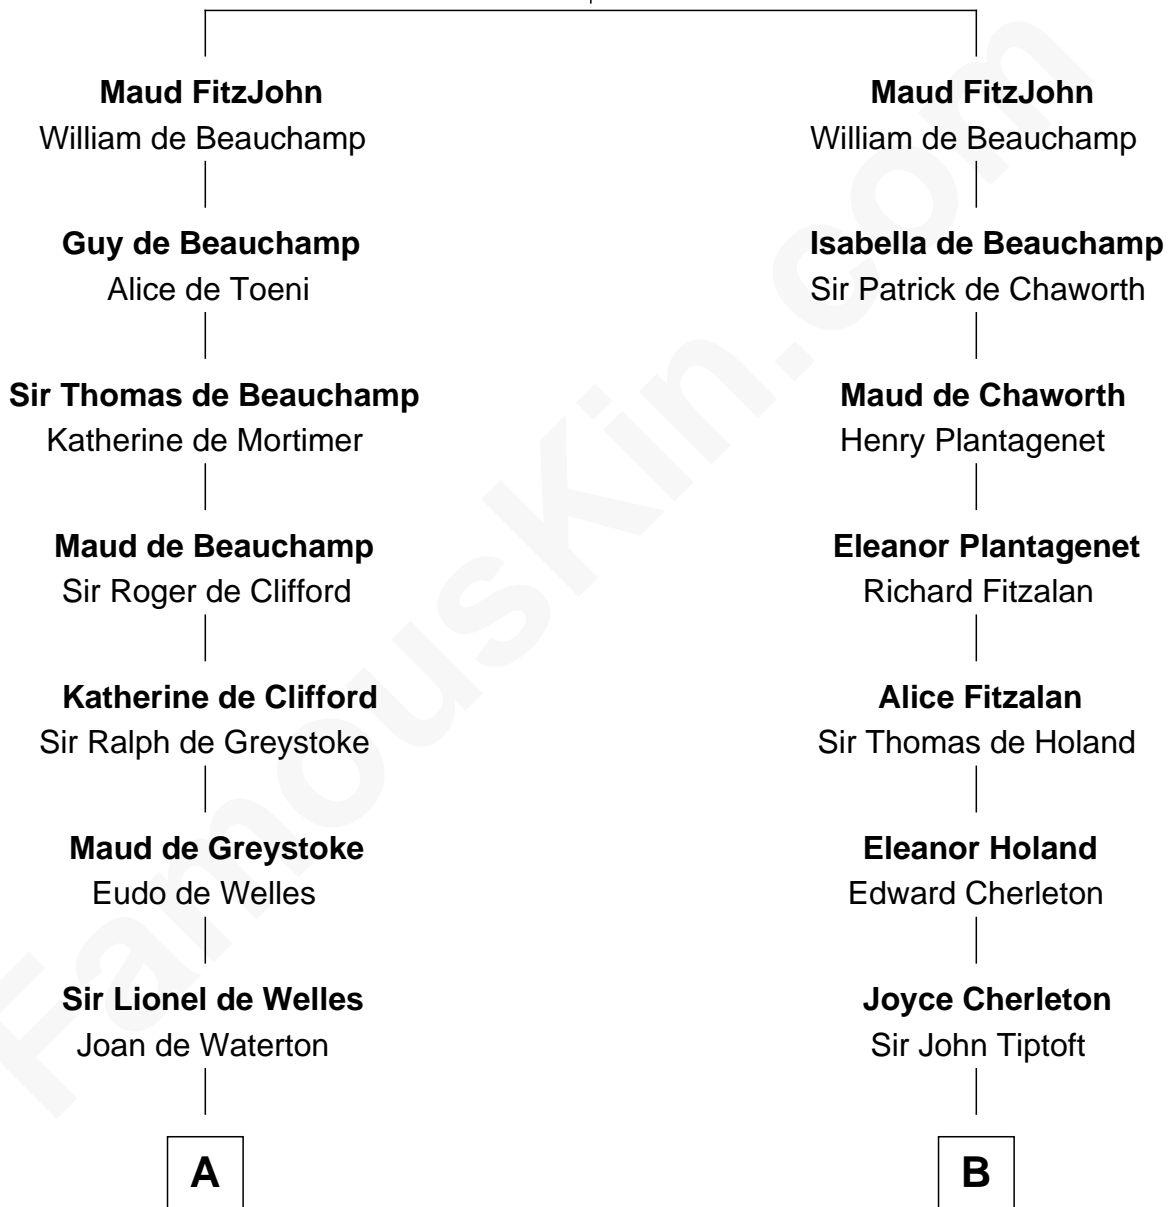 Maud FitzJohn
William de Beauchamp
Maud FitzJohn
William de Beauchamp
Guy de Beauchamp
Alice de Toeni
Isabella de Beauchamp
Sir Patrick de Chaworth
Sir Thomas de Beauchamp
Katherine de Mortimer
Maud de Chaworth
Henry Plantagenet
Maud de Beauchamp
Sir Roger de Clifford
Eleanor Plantagenet
Richard Fitzalan
Katherine de Clifford
Sir Ralph de Greystoke
Alice Fitzalan
Sir Thomas de Holand
Maud de Greystoke
Eudo de Welles
Eleanor Holand
Edward Cherleton
Sir Lionel de Welles
Joan de Waterton
Joyce Cherleton
Sir John Tiptoft
A
B
FamousKin.com